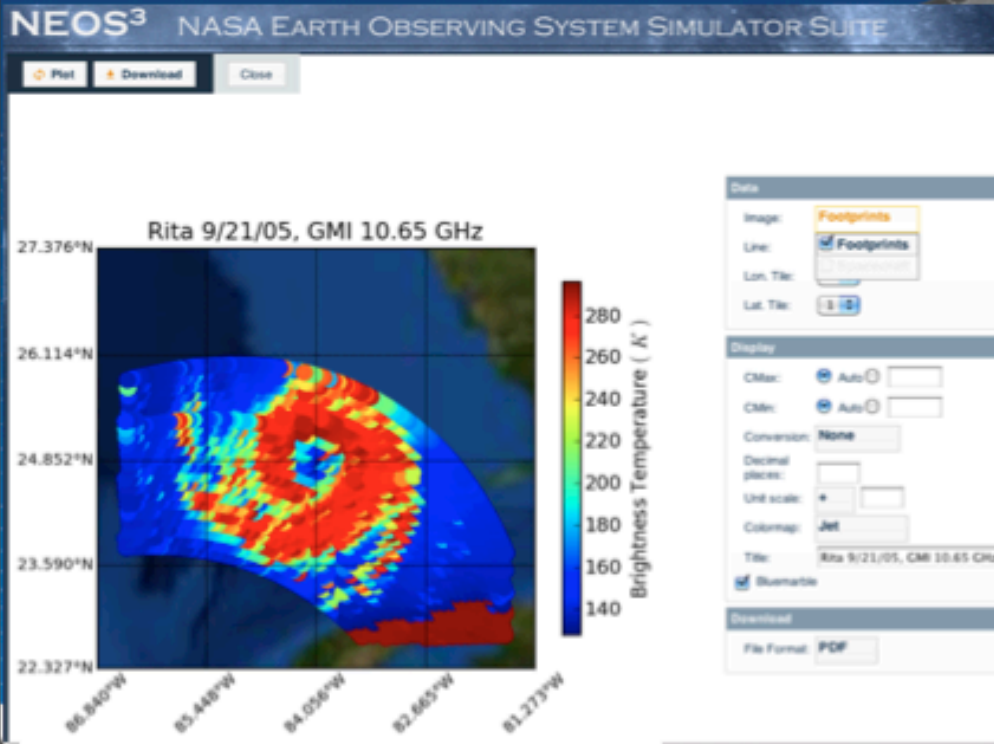 NEOS³ NASA EARTH OBSERVING SYSTEM SIMULATOR SUITE
Plot Download Close
Rita 9/21/05, GMI 10.65 GHz
27.376°N
26.114°N
24.852°N
23.590°N
22.327°N
86.840°W
85.448°W
84.056°W
82.665°W
81.273°W
280
260
240
220
200
180
160
140
Brightness Temperature ( K )
Data
Image: Footprints
Line: Footprints
Lon. Tile:
Lat. Tile: 1
Display
CMax: Auto
CMin: Auto
Conversion: None
Decimal
places:
Unit scale: +
Colormap: Jet
Title: Rita 9/21/05, GMI 10.65 GHz
Bluemarble
Download
File Format: PDF